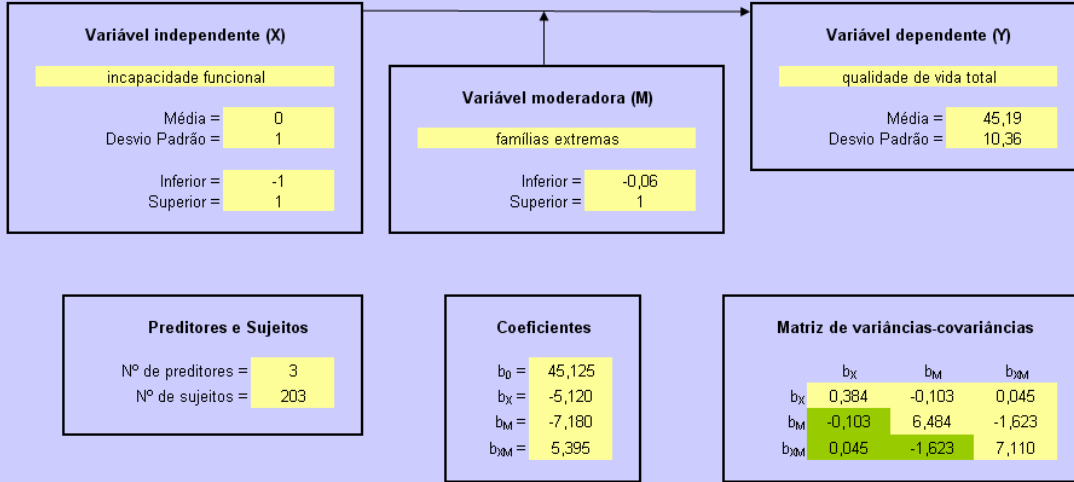 Variável independente (X)
incapacidade funcional
Média = 0
Desvio Padrão = 1
Inferior = -1
Superior = 1
Variável moderadora (M)
famílias extremas
Inferior = -0,06
Superior = 1
Variável dependente (Y)
qualidade de vida total
Média = 45,19
Desvio Padrão = 10,36
Preditores e Sujeitos
Nº de preditores = 3
Nº de sujeitos = 203
Coeficientes
b0 = 45,125
bX = -5,120
bM = -7,180
bXM = 5,395
Matriz de variâncias-covariâncias
bX bM bXM
bX 0,384 -0,103 0,045
bM -0,103 6,484 -1,623
bXM 0,045 -1,623 7,110